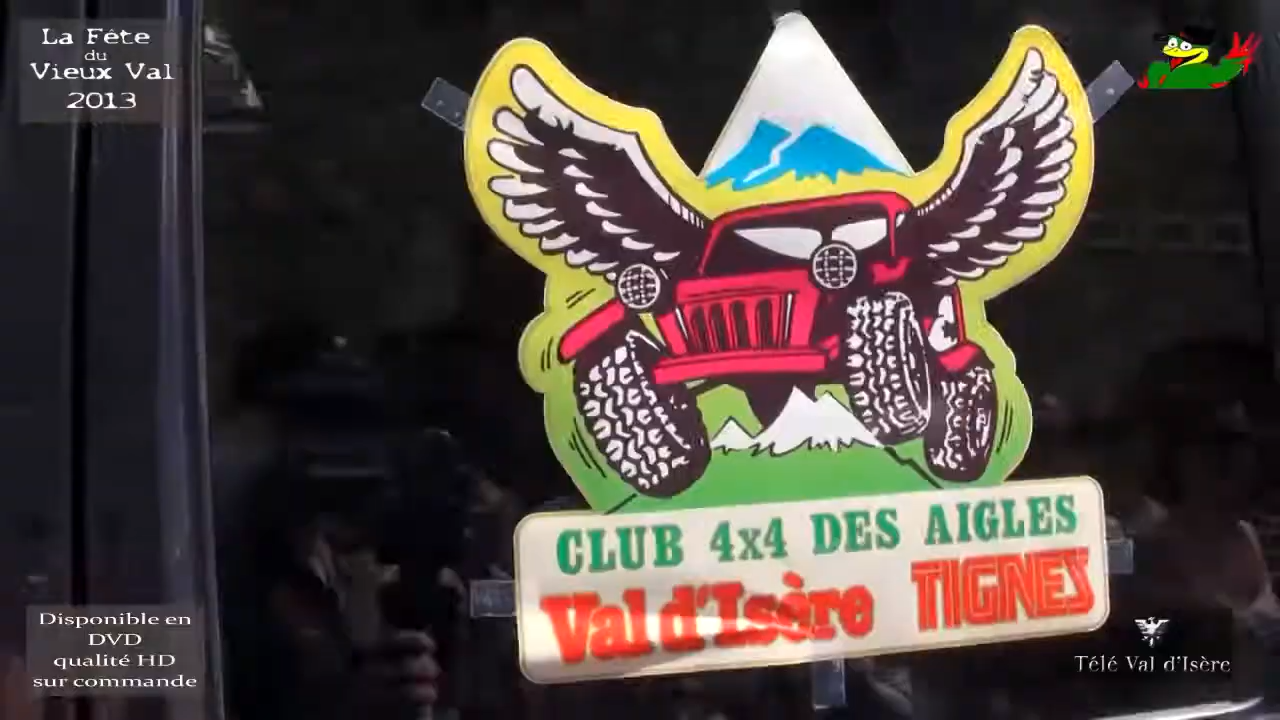 La Fête
du
Vieux Val
2013
CLUB 4x4 DES AIGLES
Val d'Isère TIGNES
Disponible en
DVD
qualité HD
sur commande
Télé Val d'Isère